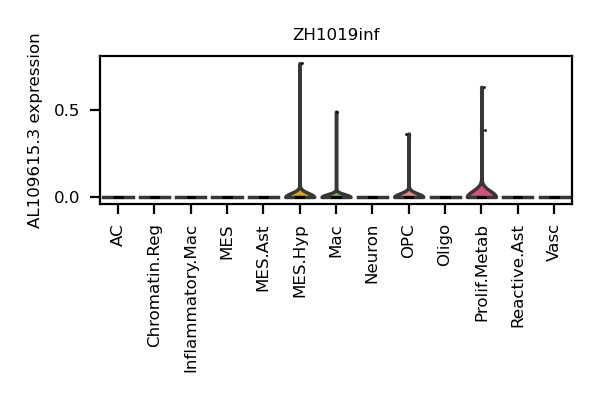 ZH1019inf
AL109615.3 expression
0.5
0.0
AC
Chromatin.Reg
Inflammatory.Mac
MES
MES.Ast
MES.Hyp
Mac
Neuron
OPC
Oligo
Prolif.Metab
Reactive.Ast
Vasc